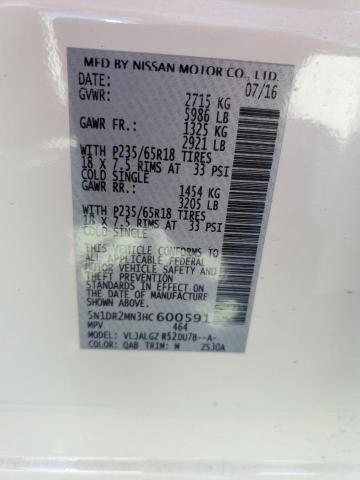 MFD BY NISSAN MOTOR CO., LTD.
DATE: 07/16
GVWR: 2715 KG
5986 LB
GAWR FR.: 1325 KG
2921 LB
WITH P235/65R18 TIRES
18 X 7.5 RIMS AT 33 PSI
COLD SINGLE
GAWR RR.: 1454 KG
3205 LB
WITH P235/65R18 TIRES
18 X 7.5 RIMS AT 33 PSI
COLD SINGLE
THIS VEHICLE CONFORMS TO
ALL APPLICABLE FEDERAL
MOTOR VEHICLE SAFETY AND
THEFT PREVENTION
STANDARDS IN EFFECT ON THE
DATE OF MANUFACTURE SHOWN
ABOVE.
5N1DR2MN3HC600591
MPV 464
MODEL: VLJALGZ R52DU78--A-
COLOR: QAB TRIM: M ZS30A